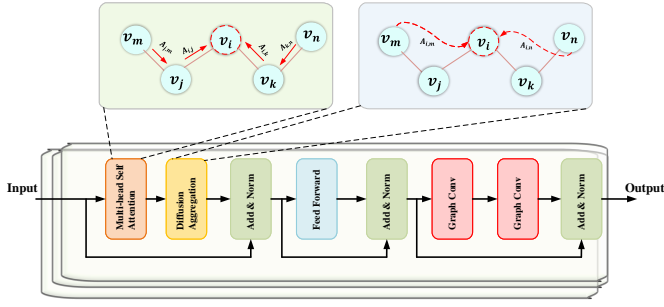 v_m A_{j,m} A_{i,j} v_i A_{i,k} A_{k,n} v_n
v_j v_k
v_m A_{i,m} v_i A_{i,n} v_n
v_j v_k
Input
Multi-head Self
Attention
Diffusion
Aggregation
Add & Norm
Feed Forward
Add & Norm
Graph Conv
Graph Conv
Add & Norm
Output